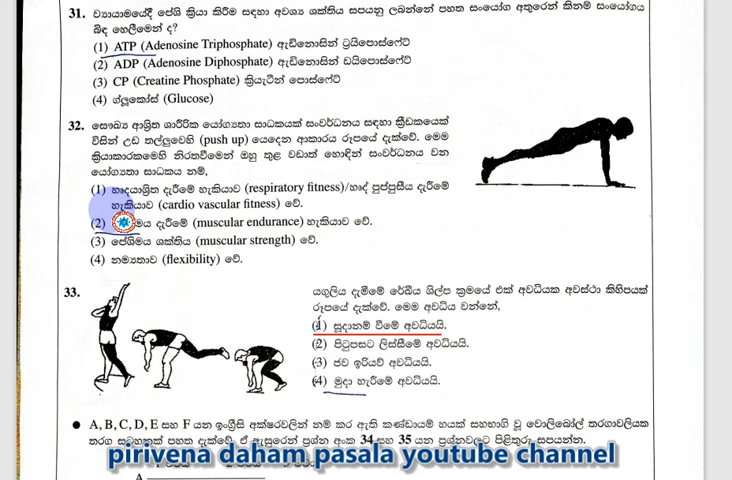 31. ව්‍යායාමයේදී පේශි ක්‍රියා කිරීම සඳහා අවශ්‍ය ශක්තිය සපයනු ලබන්නේ පහත සංයෝග අතුරෙන් කිනම් සංයෝගය
බිඳ හෙලීමෙන් ද?
(1) ATP (Adenosine Triphosphate) ඇඩිනොසින් ට්‍රයිපොස්ෆේට්
(2) ADP (Adenosine Diphosphate) ඇඩිනොසින් ඩයිපොස්ෆේට්
(3) CP (Creatine Phosphate) ක්‍රියැටීන් පොස්ෆේට්
(4) ග්ලූකෝස් (Glucose)
32. සෞඛ්‍ය ආශ්‍රිත ශාරීරික යෝග්‍යතා සාධකයක් සංවර්ධනය සඳහා ක්‍රීඩකයෙක්
විසින් උඩ තල්ලුවෙහි (push up) යෙදෙන ආකාරය රූපයේ දැක්වේ. මෙම
ක්‍රියාකාරකමෙහි නිරතවීමෙන් ඔහු තුළ වඩාත් හොඳින් සංවර්ධනය වන
යෝග්‍යතා සාධකය නම්,
(1) හෘදයාශ්‍රිත දැරීමේ හැකියාව (respiratory fitness)/හෘද් පුප්ඵුසීය දැරීමේ
හැකියාව (cardio vascular fitness) වේ.
(2) දැරීමේ (muscular endurance) හැකියාව වේ.
(3) පේශිමය ශක්තිය (muscular strength) වේ.
(4) නම්‍යතාව (flexibility) වේ.
33. යගුලිය දැමීමේ රේඛීය ශිල්ප ක්‍රමයේ එක් අවධියක අවස්ථා කිහිපයක්
රූපයේ දැක්වේ. මෙම අවධිය වන්නේ,
(1) සූදානම් වීමේ අවධියයි.
(2) පිටුපසට ලිස්සීමේ අවධියයි.
(3) ජව ඉරියව් අවධියයි.
(4) මුදා හැරීමේ අවධියයි.
● A, B, C, D, E සහ F යන ඉංග්‍රීසි අක්ෂරවලින් නම් කර ඇති කණ්ඩායම් හයක් සහභාගි වූ වොලිබෝල් තරගාවලියක
තරග සටහනක් පහත දැක්වේ. ඒ ඇසුරෙන් ප්‍රශ්න අංක 34 සහ 35 යන ප්‍රශ්නවලට පිළිතුරු සපයන්න.
pirivena daham pasala youtube channel
A